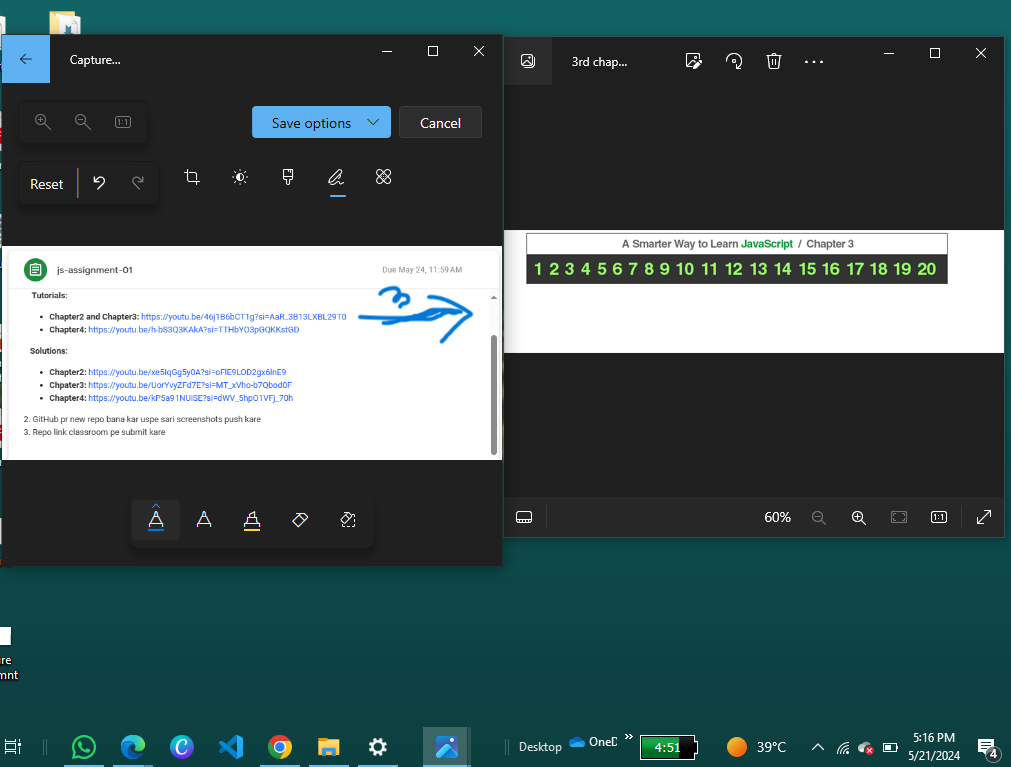 Capture...
Save options
Cancel
Reset
js-assignment-01
Due May 24, 11:59 AM
Tutorials:
• Chapter2 and Chapter3: https://youtu.be/46j1B6bCT1g?si=AaR_3B13LXBL29T0
• Chapter4: https://youtu.be/h-bS3Q3KAkA?si=TTHbYO3pGQKKstGD
Solutions:
• Chapter2: https://youtu.be/xe5IqGg5y0A?si=oFlE9LOD2gx6lnE9
• Chpater3: https://youtu.be/UorYvyZFd7E?si=MT_xVho-b7Qbod0F
• Chapter4: https://youtu.be/kP5a91NUiSE?si=dWV_5hpO1VFj_70h
2. GitHub pr new repo bana kar uspe sari screenshots push kare
3. Repo link classroom pe submit kare
3
3rd chap...
A Smarter Way to Learn JavaScript / Chapter 3
1 2 3 4 5 6 7 8 9 10 11 12 13 14 15 16 17 18 19 20
60%
1:1
re
mnt
Desktop
OneD
4:51
39°C
5:16 PM
5/21/2024
4